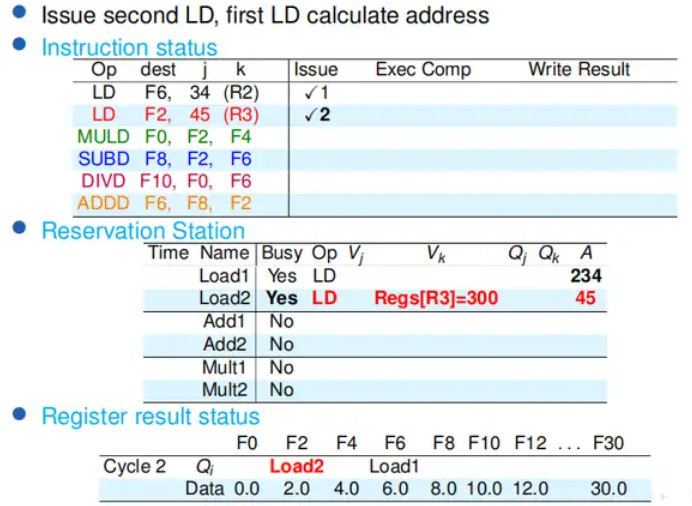 Issue second LD, first LD calculate address
Instruction status
Op dest j k Issue Exec Comp Write Result
LD F6, 34 (R2) ✓1
LD F2, 45 (R3) ✓2
MULD F0, F2, F4
SUBD F8, F2, F6
DIVD F10, F0, F6
ADDD F6, F8, F2
Reservation Station
Time Name Busy Op Vj Vk Qj Qk A
Load1 Yes LD 234
Load2 Yes LD Regs[R3]=300 45
Add1 No
Add2 No
Mult1 No
Mult2 No
Register result status
F0 F2 F4 F6 F8 F10 F12 ... F30
Cycle 2 Qi Load2 Load1
Data 0.0 2.0 4.0 6.0 8.0 10.0 12.0 30.0